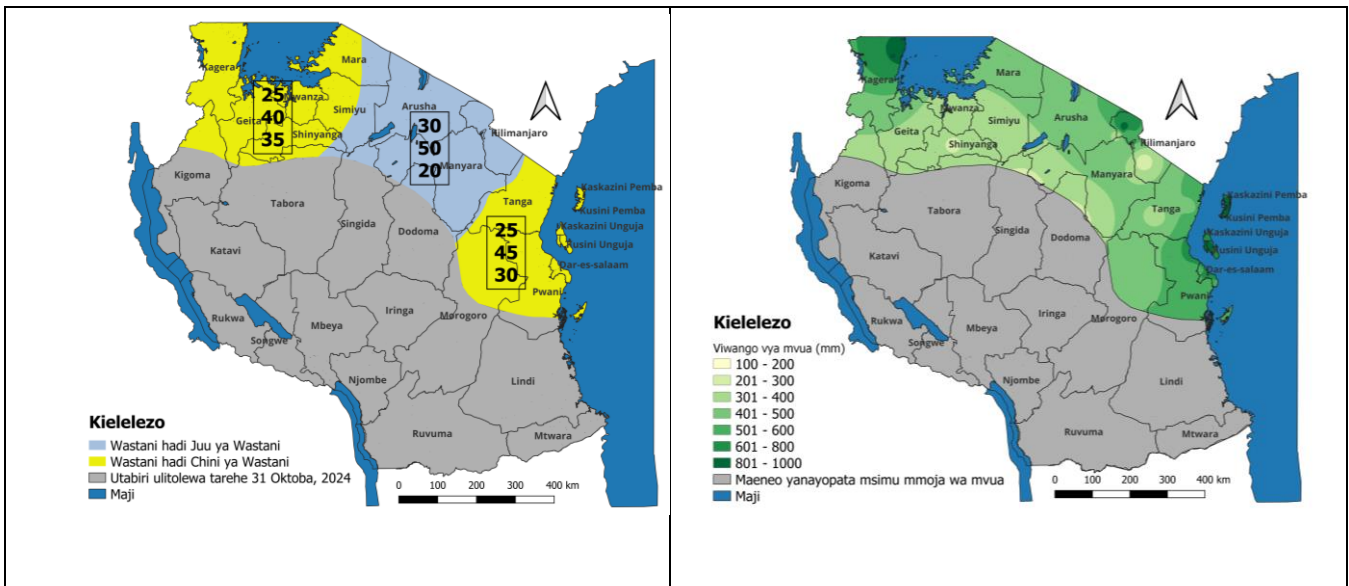 Kagera
Mara
Mwanza
25
40
35
Geita
Simiyu
Shinyanga
Arusha
30
50
20
Rilimanjaro
Manyara
Kigoma
Tabora
Singida
Dodoma
Tanga
25
45
30
Kaskazini Pemba
Kusini Pemba
Kaskazini Unguja
Kusini Unguja
Dar-es-salaam
Pwani
Katavi
Rukwa
Songwe
Mbeya
Iringa
Morogoro
Njombe
Lindi
Ruvuma
Mtwara
Kielelezo
Wastani hadi Juu ya Wastani
Wastani hadi Chini ya Wastani
Utabiri ulitolewa tarehe 31 Oktoba, 2024
Maji
0 100 200 300 400 km
Kagera
Mara
Mwanza
Geita
Simiyu
Shinyanga
Arusha
Rilimanjaro
Manyara
Kigoma
Tabora
Singida
Dodoma
Tanga
Kaskazini Pemba
Kusini Pemba
Kaskazini Unguja
Kusini Unguja
Dar-es-salaam
Pwani
Katavi
Rukwa
Songwe
Mbeya
Iringa
Morogoro
Njombe
Lindi
Ruvuma
Mtwara
Kielelezo
Viwango vya mvua (mm)
100 - 200
201 - 300
301 - 400
401 - 500
501 - 600
601 - 800
801 - 1000
Maeneo yanayopata msimu mmoja wa mvua
Maji
0 100 200 300 400 km